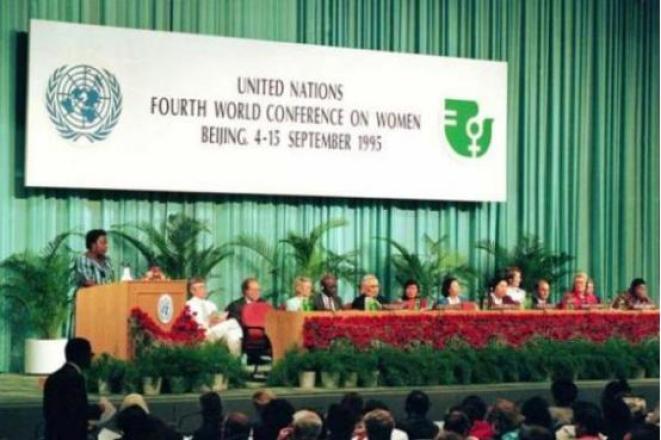 UNITED NATIONS
FOURTH WORLD CONFERENCE ON WOMEN
BEIJING, 4-15 SEPTEMBER 1995